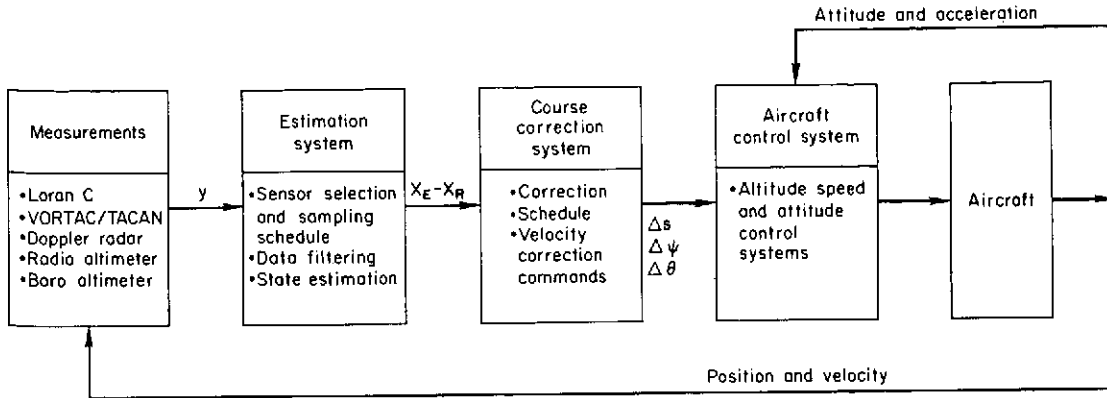 Attitude and acceleration
Measurements
•Loran C
•VORTAC/TACAN
•Doppler radar
•Radio altimeter
•Baro altimeter
y
Estimation
system
•Sensor selection
and sampling
schedule
•Data filtering
•State estimation
X_E-X_R
Course
correction
system
•Correction
•Schedule
•Velocity
correction
commands
Δs
Δψ
Δθ
Aircraft
control system
•Altitude speed
and attitude
control
systems
Aircraft
Position and velocity